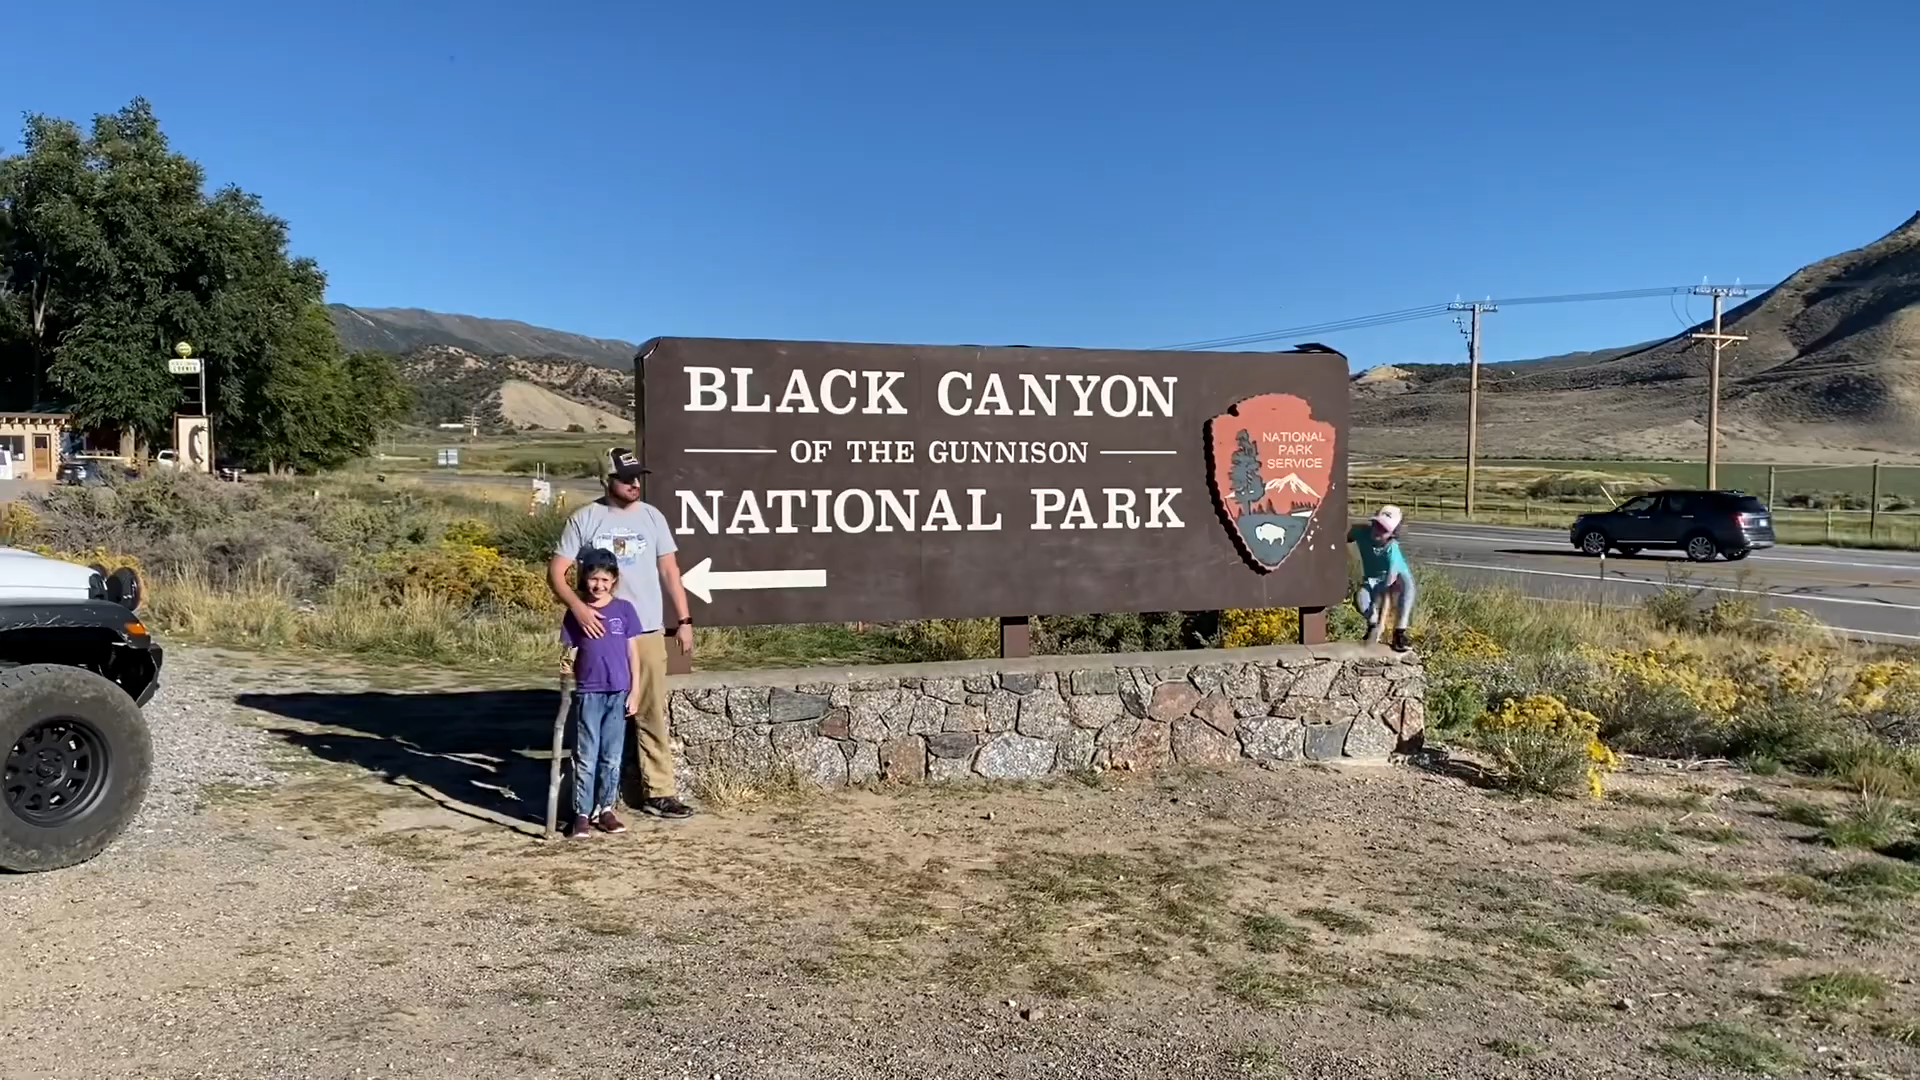 BLACK CANYON
OF THE GUNNISON
NATIONAL PARK
NATIONAL
PARK
SERVICE